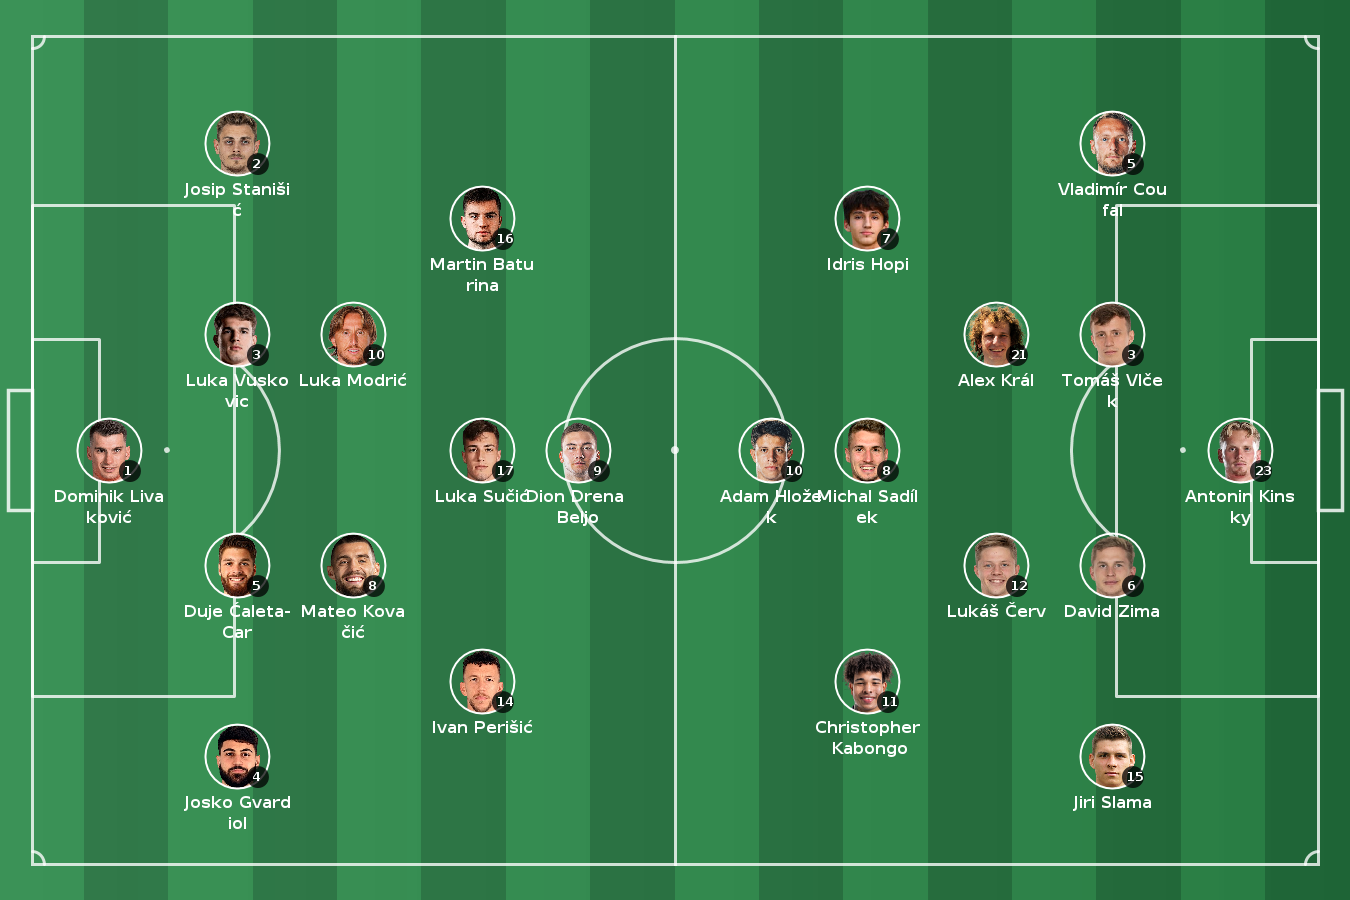 2
Josip Staniši
ć
5
Vladimír Cou
fal
16
Martin Batu
rina
7
Idris Hopi
3
Luka Vusko
vic
10
Luka Modrić
21
Alex Král
3
Tomáš Vlče
k
1
Dominik Liva
ković
17
Luka Sučić
9
Dion Drena
Beljo
10
Adam Hlože
k
8
Michal Sadíl
ek
23
Antonin Kins
ky
5
Duje Caleta-
Car
8
Mateo Kova
čić
12
Lukáš Červ
6
David Zima
14
Ivan Perišić
11
Christopher
Kabongo
4
Josko Gvard
iol
15
Jiri Slama